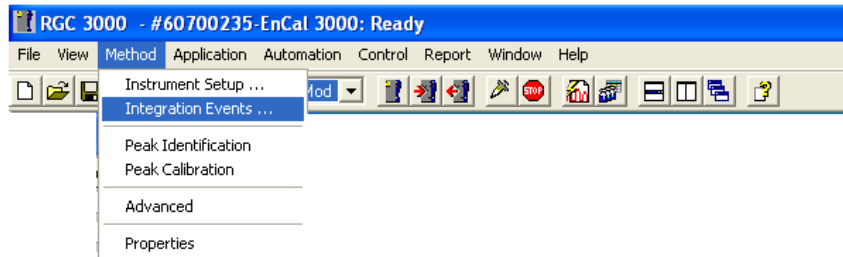 RGC 3000 - #60700235-EnCal 3000: Ready
File View Method Application Automation Control Report Window Help
Instrument Setup ...
Mod
STOP
Integration Events ...
Peak Identification
Peak Calibration
Advanced
Properties